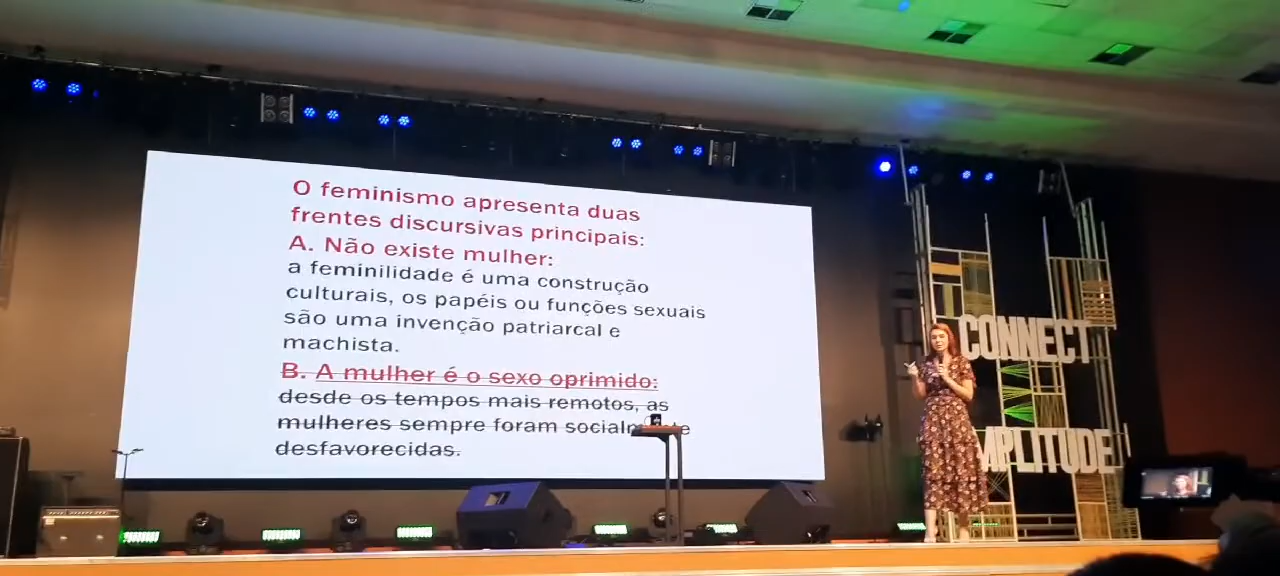 O feminismo apresenta duas
frentes discursivas principais:
A. Não existe mulher:
a feminilidade é uma construção
culturais, os papéis ou funções sexuais
são uma invenção patriarcal e
machista.
B. A mulher é o sexo oprimido:
desde os tempos mais remotos, as
mulheres sempre foram
desfavorecidas.
CONNECT
AMPLITUDE